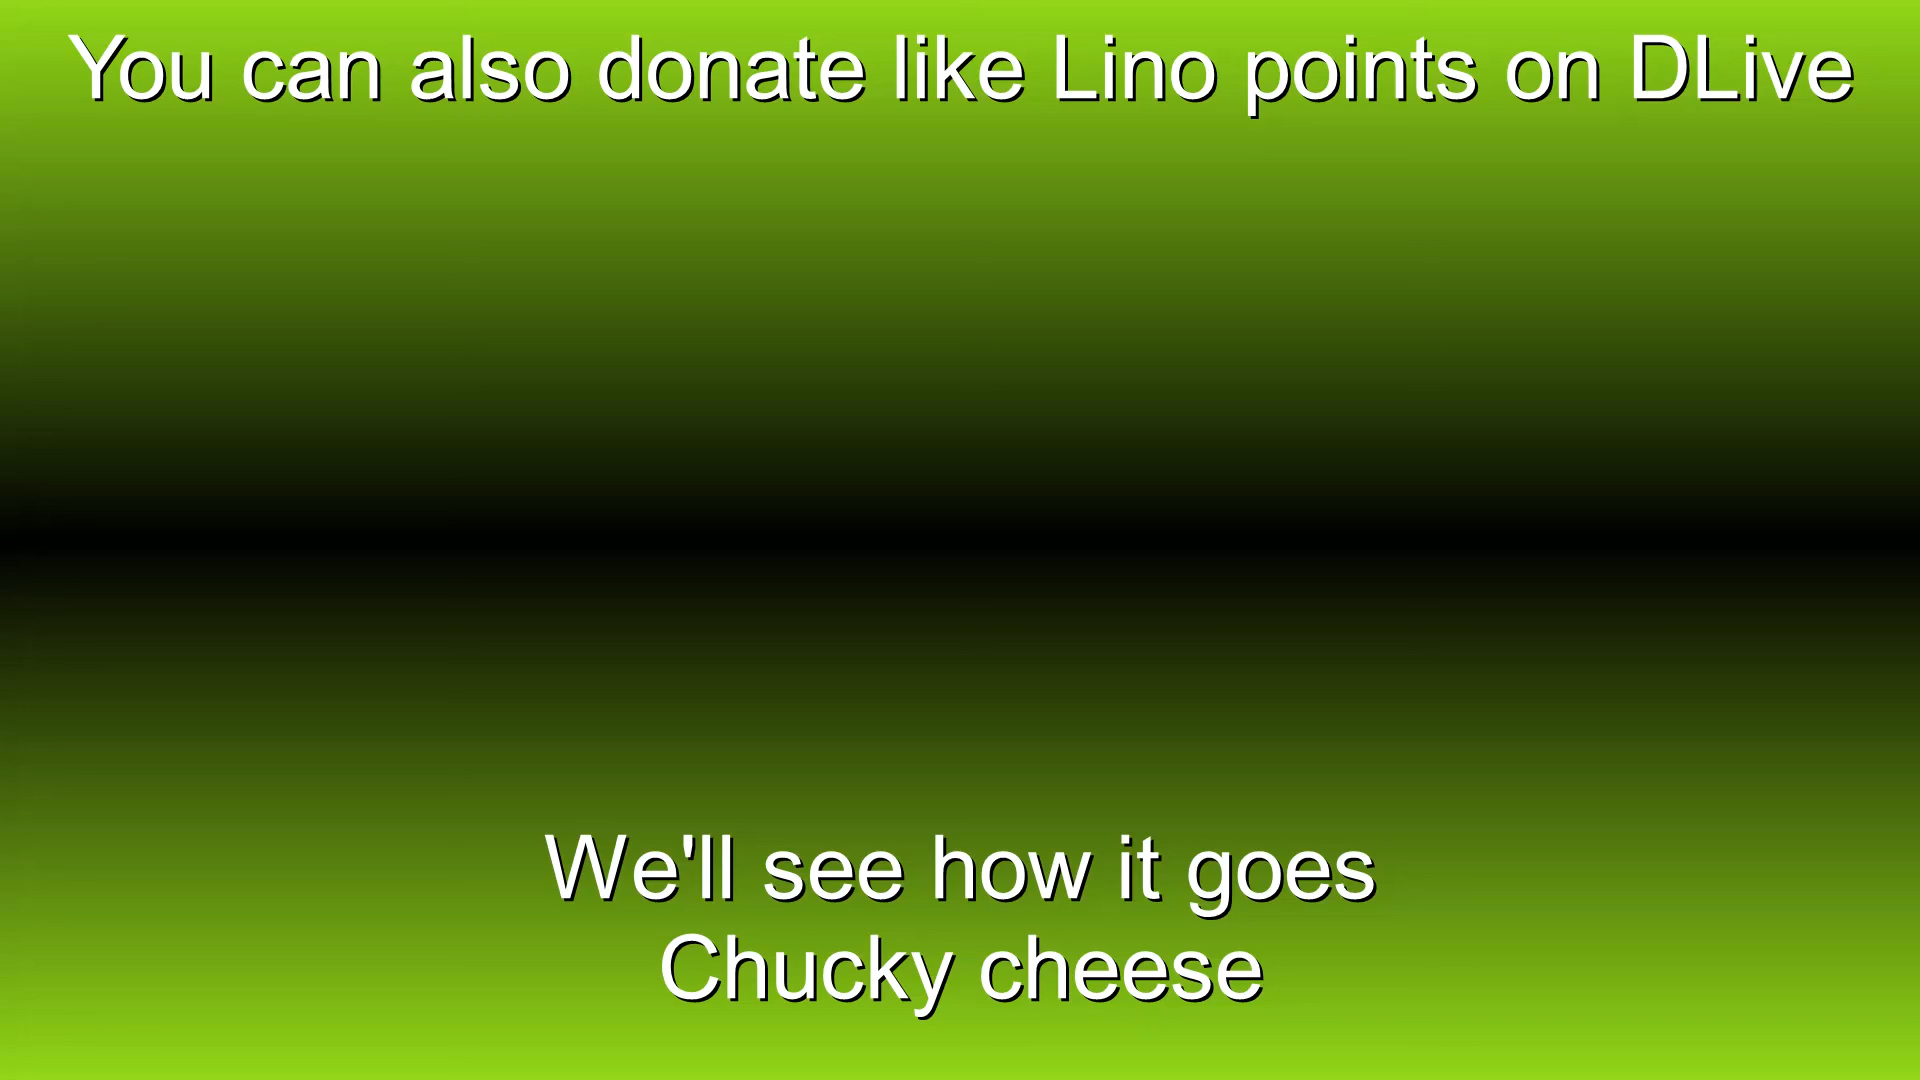 You can also donate like Lino points on DLive
We'll see how it goes
Chucky cheese